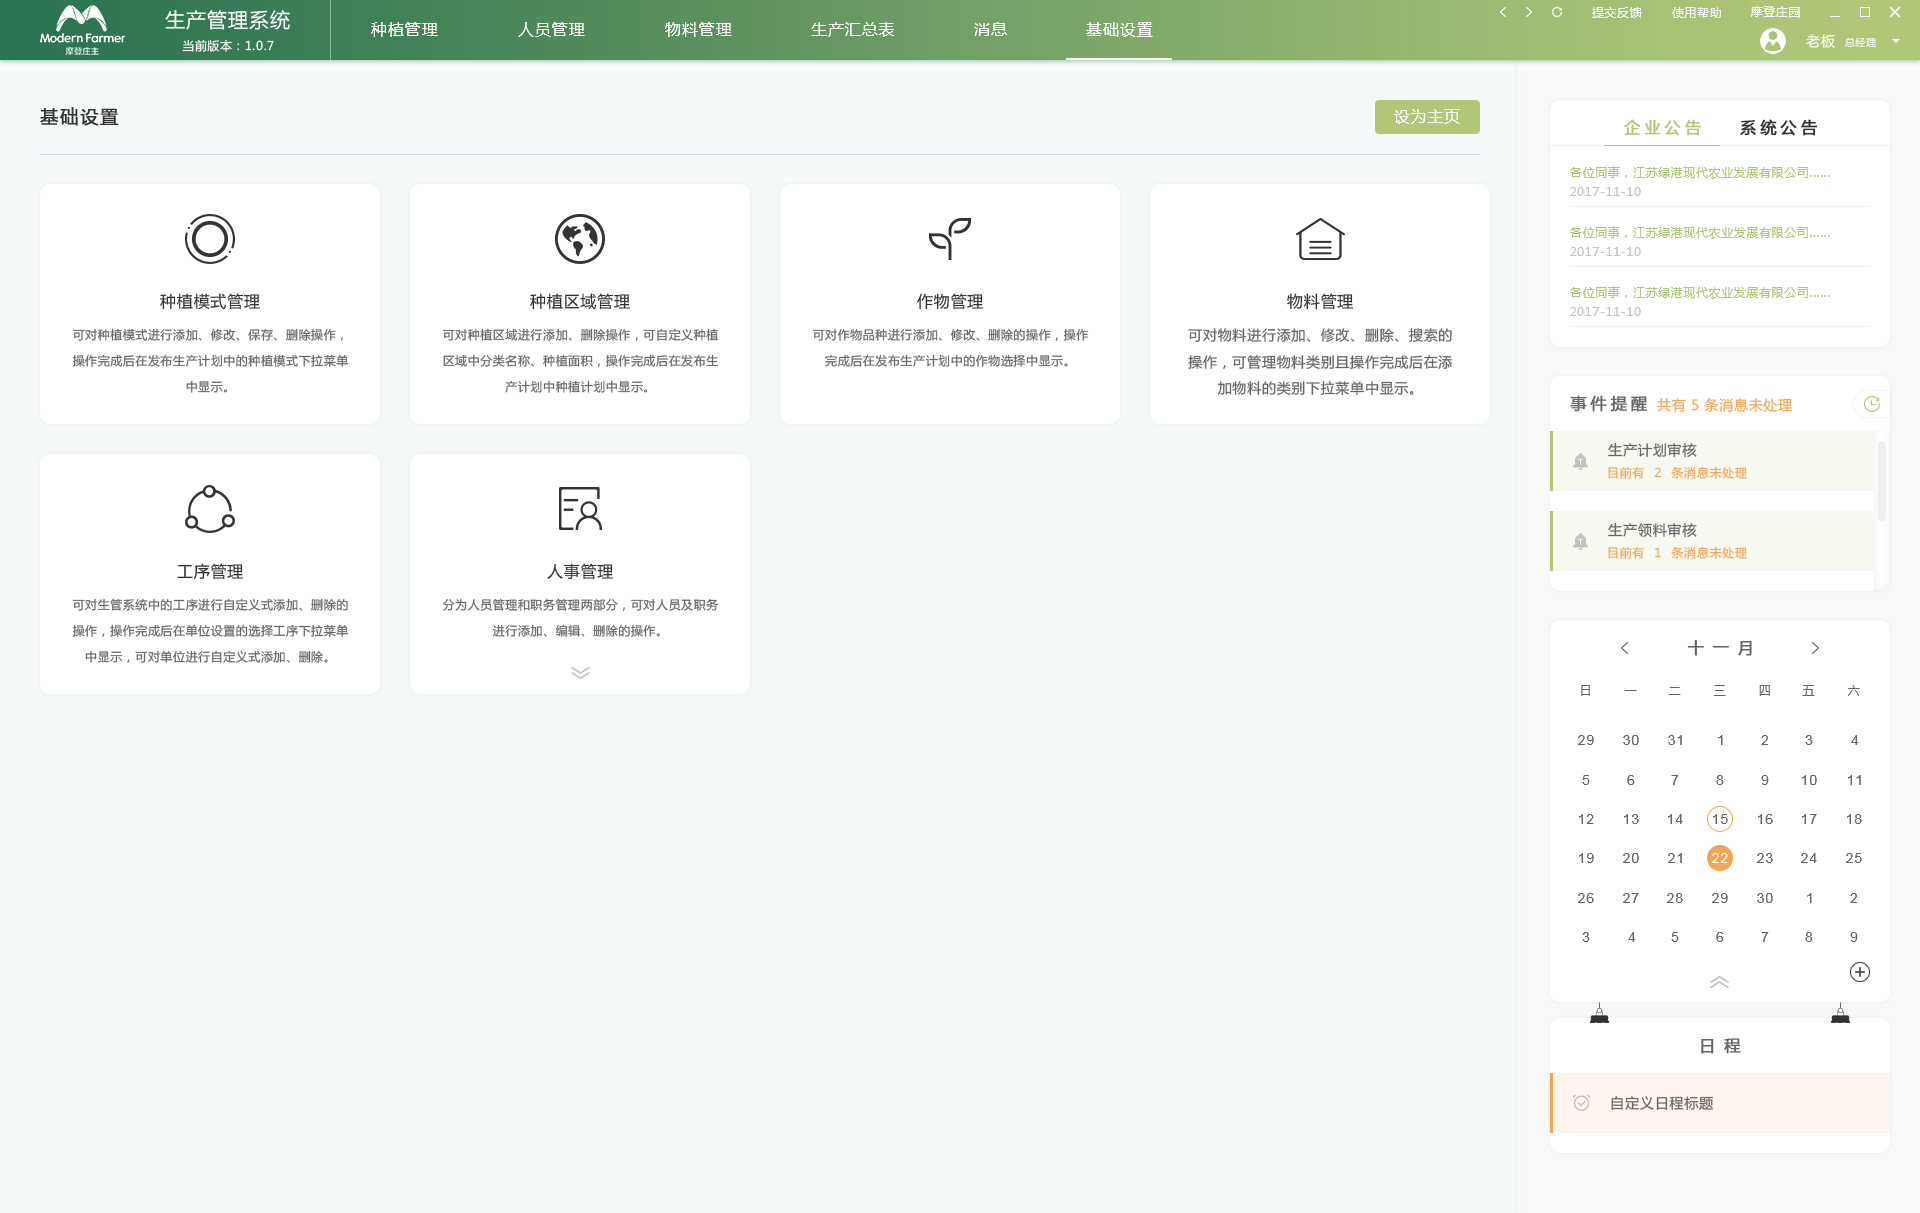 Modern Farmer
摩登庄主
生产管理系统
当前版本：1.0.7
种植管理
人员管理
物料管理
生产汇总表
消息
基础设置
提交反馈
使用帮助
摩登庄园
老板 总经理
基础设置
设为主页
种植模式管理
可对种植模式进行添加、修改、保存、删除操作，
操作完成后在发布生产计划中的种植模式下拉菜单
中显示。
种植区域管理
可对种植区域进行添加、删除操作，可自定义种植
区域中分类名称、种植面积，操作完成后在发布生
产计划中种植计划中显示。
作物管理
可对作物品种进行添加、修改、删除的操作，操作
完成后在发布生产计划中的作物选择中显示。
物料管理
可对物料进行添加、修改、删除、搜索的
操作，可管理物料类别且操作完成后在添
加物料的类别下拉菜单中显示。
工序管理
可对生管系统中的工序进行自定义式添加、删除的
操作，操作完成后在单位设置的选择工序下拉菜单
中显示，可对单位进行自定义式添加、删除。
人事管理
分为人员管理和职务管理两部分，可对人员及职务
进行添加、编辑、删除的操作。
企业公告 系统公告
各位同事，江苏绿港现代农业发展有限公司......
2017-11-10
各位同事，江苏绿港现代农业发展有限公司......
2017-11-10
各位同事，江苏绿港现代农业发展有限公司......
2017-11-10
事件提醒 共有 5 条消息未处理
生产计划审核
目前有 2 条消息未处理
生产领料审核
目前有 1 条消息未处理
十一月
日 一 二 三 四 五 六
29 30 31 1 2 3 4
5 6 7 8 9 10 11
12 13 14 15 16 17 18
19 20 21 22 23 24 25
26 27 28 29 30 1 2
3 4 5 6 7 8 9
日程
自定义日程标题